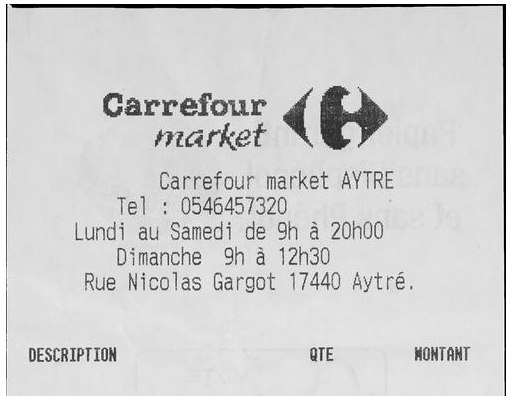 Carrefour
market
Carrefour market AYTRE
Tel : 0546457320
Lundi au Samedi de 9h à 20h00
Dimanche 9h à 12h30
Rue Nicolas Gargot 17440 Aytré.
DESCRIPTION QTE MONTANT